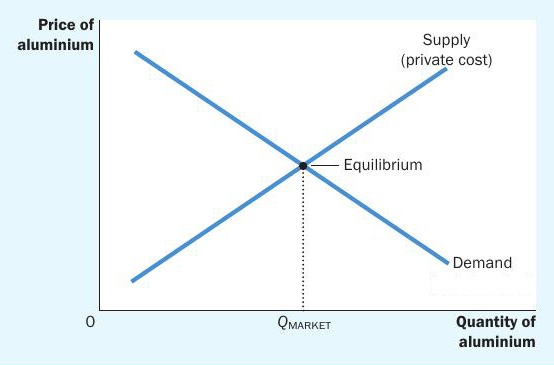 Price of
aluminium
Supply
(private cost)
Equilibrium
Demand
0
QMARKET
Quantity of
aluminium